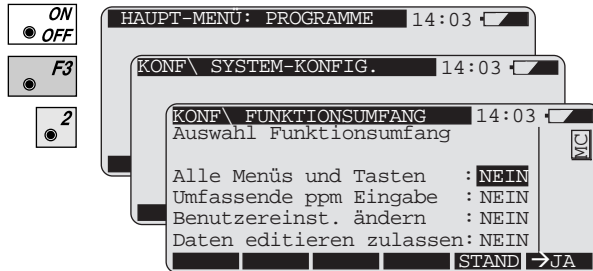 ON
OFF
F3
2
HAUPT-MENÜ: PROGRAMME 14:03
KONF\ SYSTEM-KONFIG. 14:03
KONF\ FUNKTIONSUMFANG 14:03
Auswahl Funktionsumfang
MC
Alle Menüs und Tasten : NEIN
Umfassende ppm Eingabe : NEIN
Benutzereinst. ändern : NEIN
Daten editieren zulassen: NEIN
STAND →JA